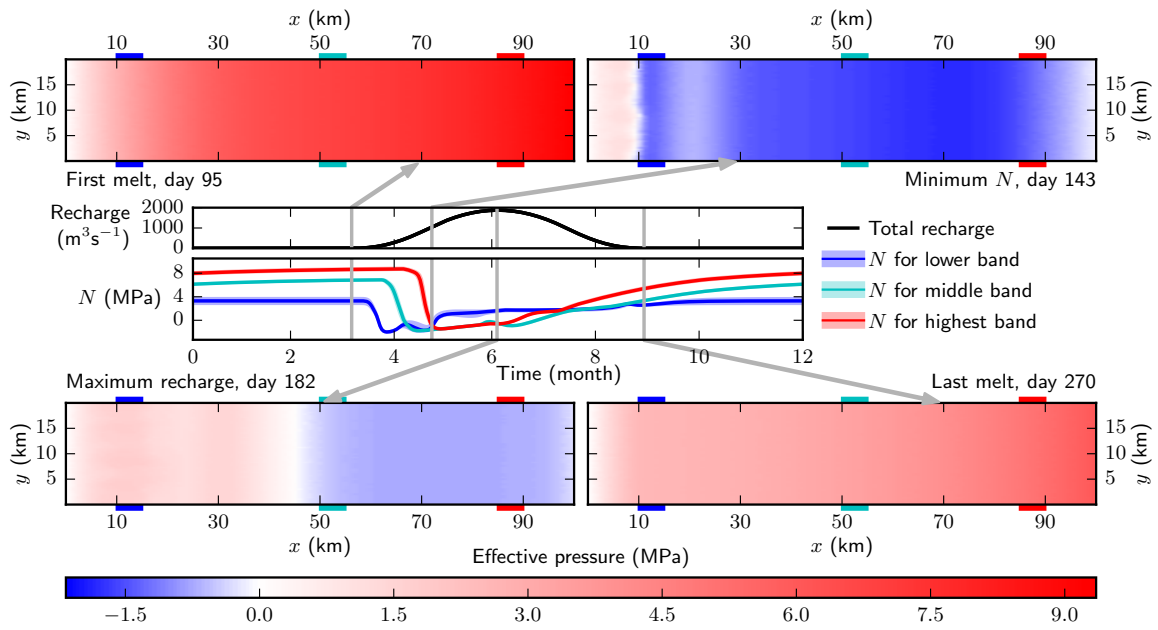 x (km)
x (km)
10 30 50 70 90
10 30 50 70 90
y (km)
15
10
5
15
10
5
y (km)
First melt, day 95
Minimum N, day 143
Recharge
(m³s⁻¹)
2000
1000
0
N (MPa)
8
4
0
0 2 4 6 8 10 12
Time (month)
Total recharge
N for lower band
N for middle band
N for highest band
Maximum recharge, day 182
Last melt, day 270
y (km)
15
10
5
15
10
5
y (km)
10 30 50 70 90
10 30 50 70 90
x (km)
x (km)
Effective pressure (MPa)
−1.5 0.0 1.5 3.0 4.5 6.0 7.5 9.0